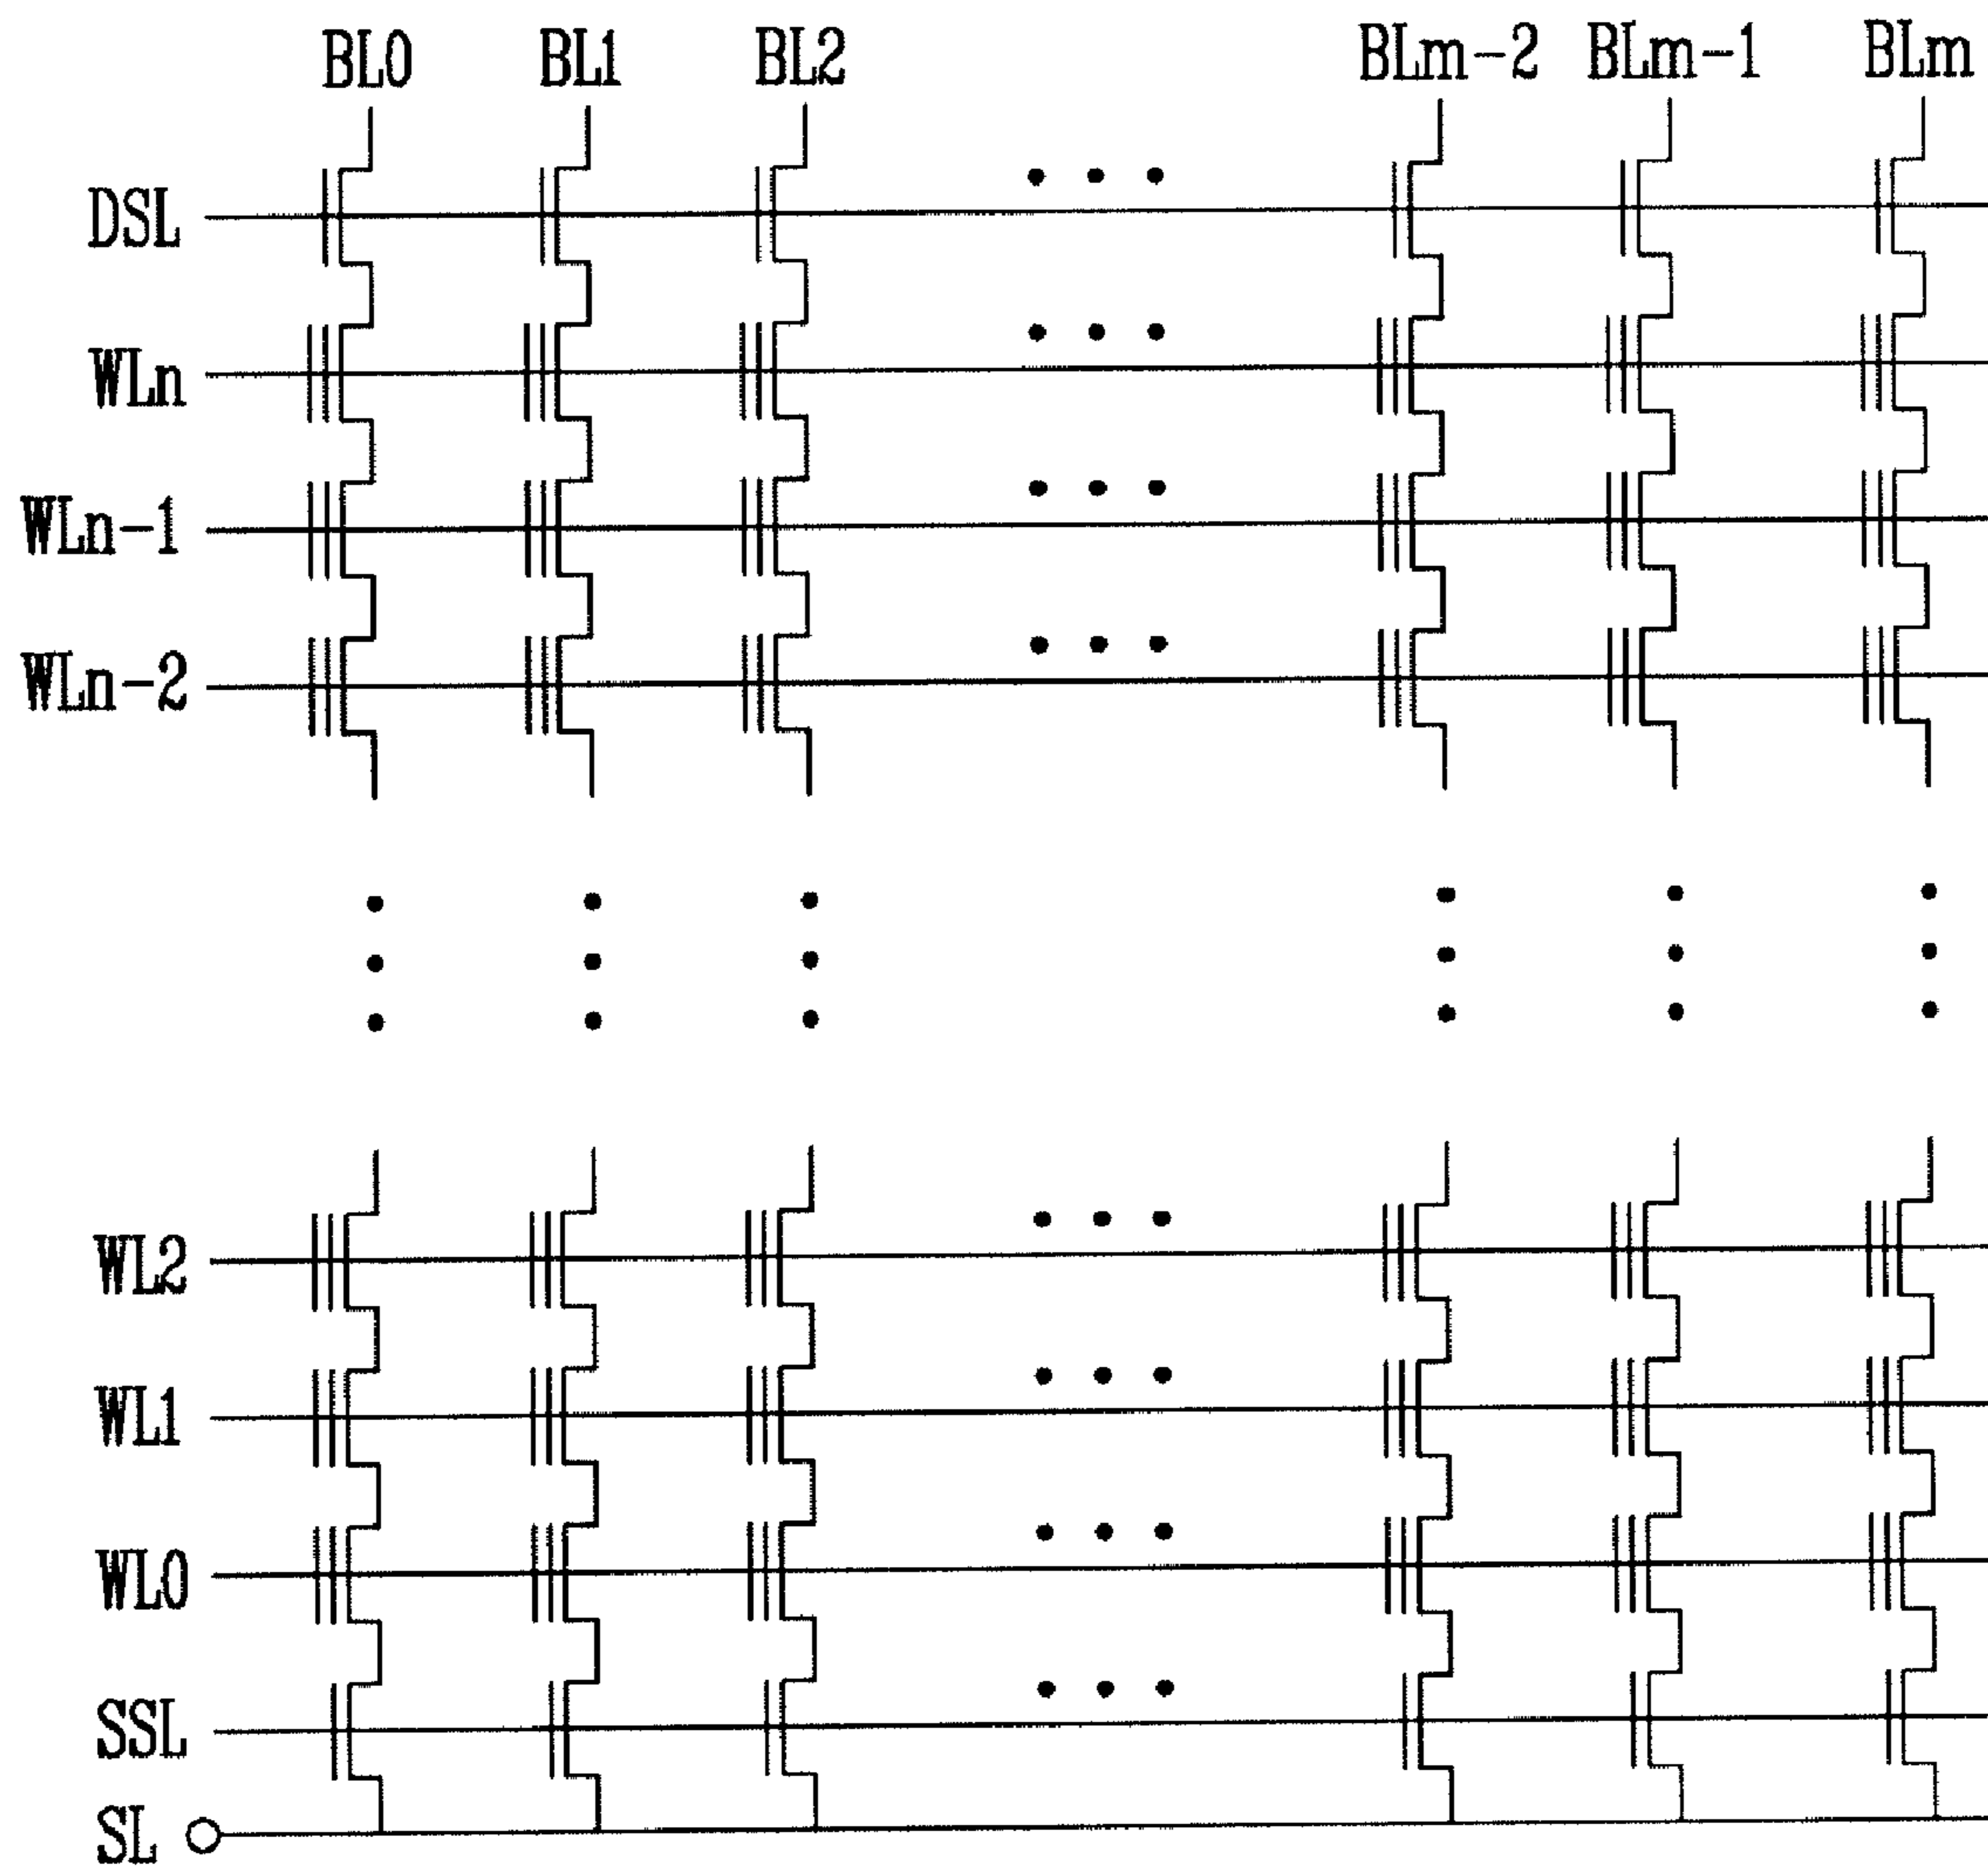 BL0 BL1 BL2 BLm-2 BLm-1 BLm
DSL
WLn
WLn-1
WLn-2
WL2
WL1
WL0
SSL
SL